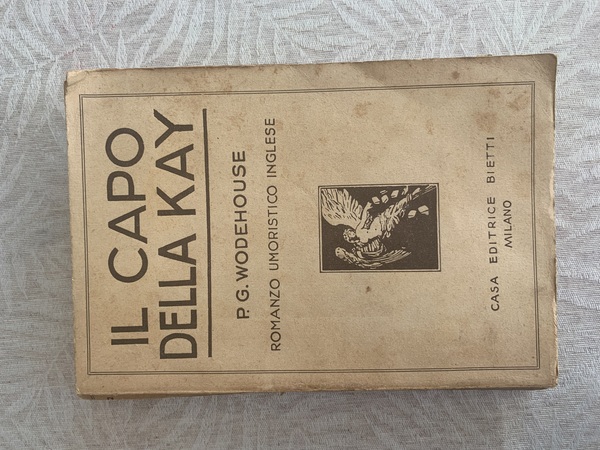 IL CAPO
DELLA KAY
P. G. WODEHOUSE
ROMANZO UMORISTICO INGLESE
CASA EDITRICE BIETTI
MILANO